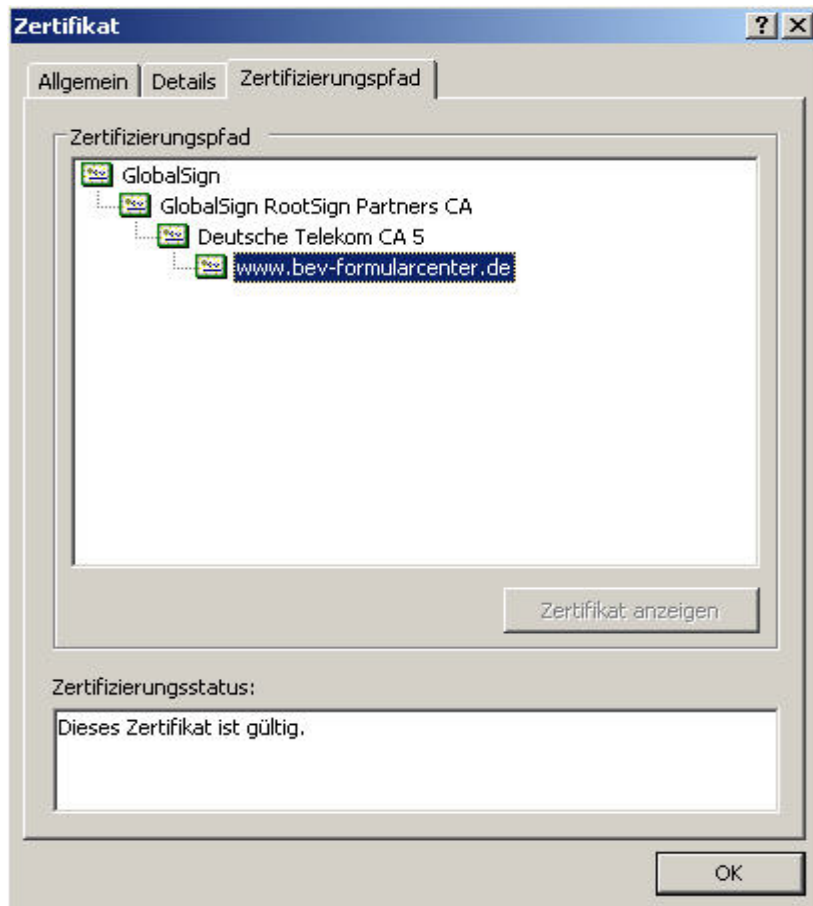 Zertifikat
Allgemein Details Zertifizierungspfad
Zertifizierungspfad
GlobalSign
GlobalSign RootSign Partners CA
Deutsche Telekom CA 5
www.bev-formularcenter.de
Zertifikat anzeigen
Zertifizierungsstatus:
Dieses Zertifikat ist gültig.
OK